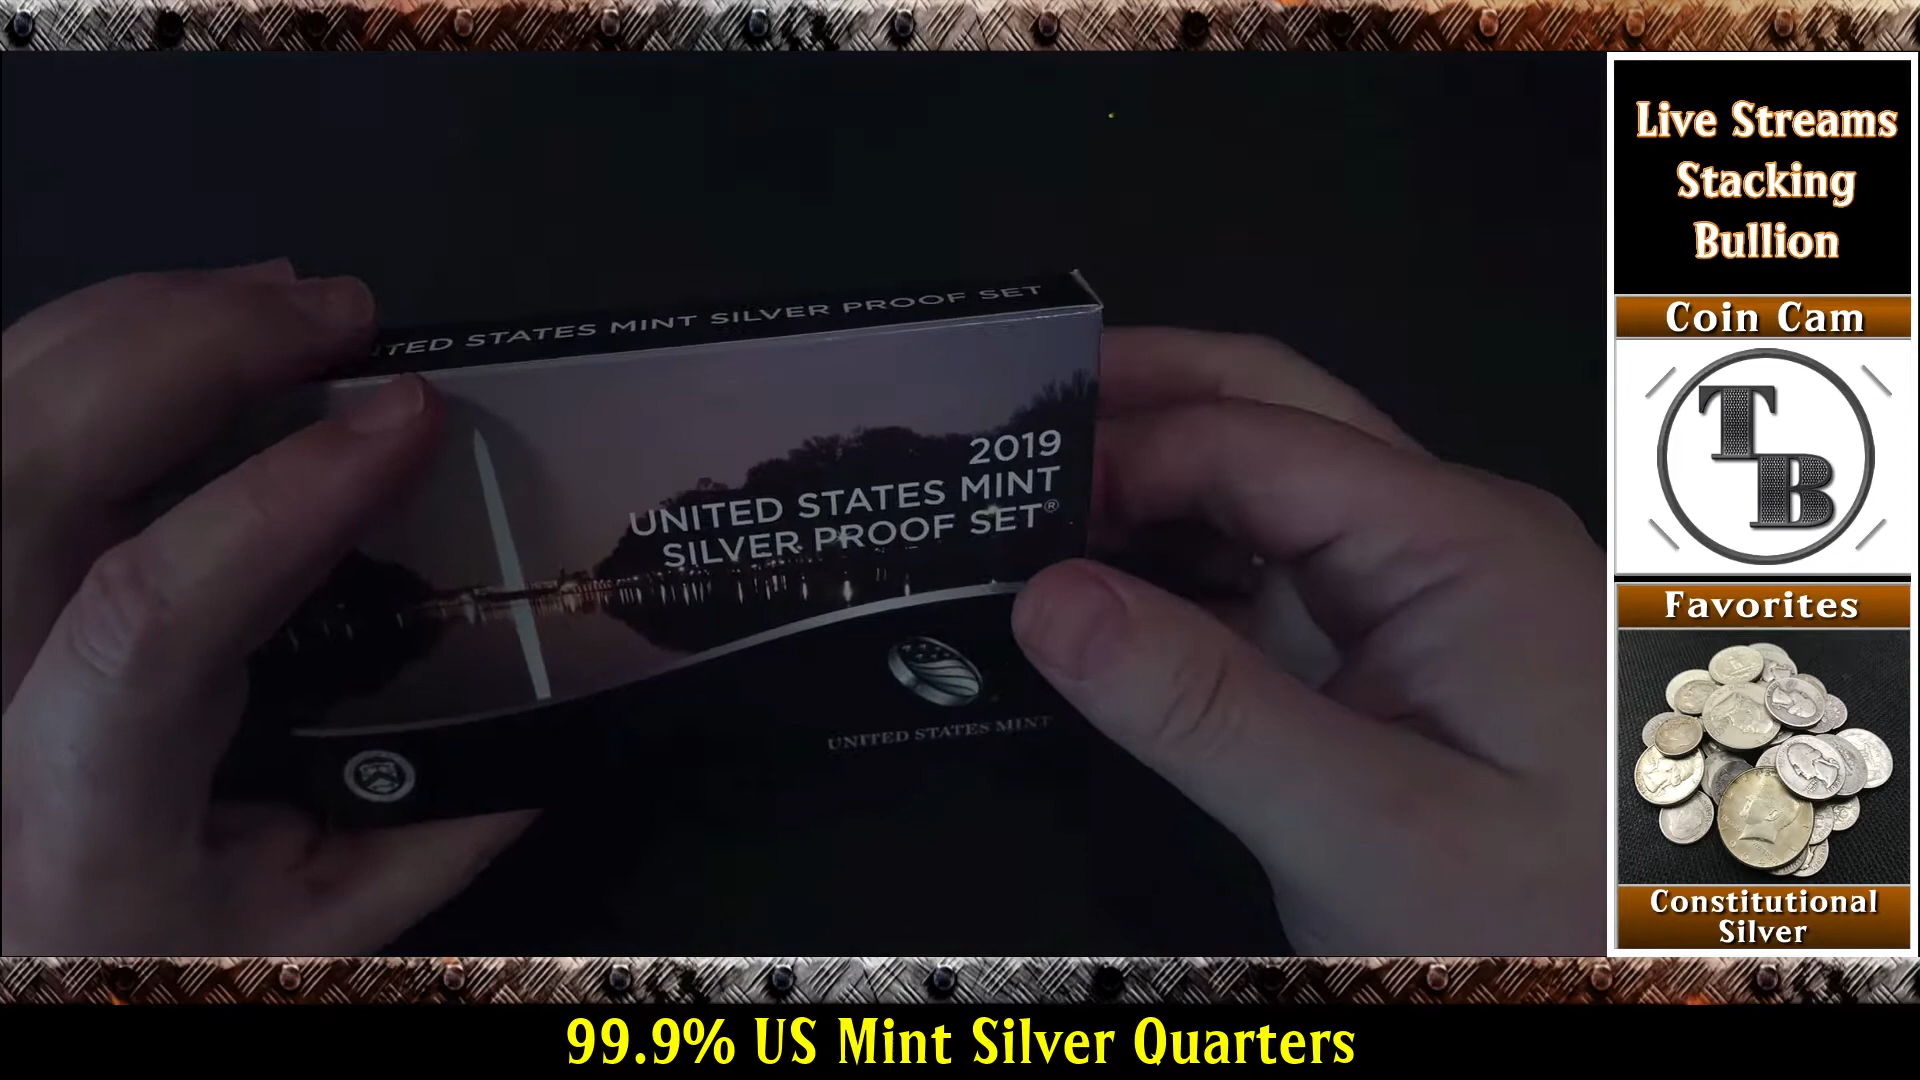 ITED STATES MINT SILVER PROOF SET
2019
UNITED STATES MINT
SILVER PROOF SET®
UNITED STATES MINT
Live Streams
Stacking
Bullion
Coin Cam
TB
Favorites
Constitutional
Silver
99.9% US Mint Silver Quarters